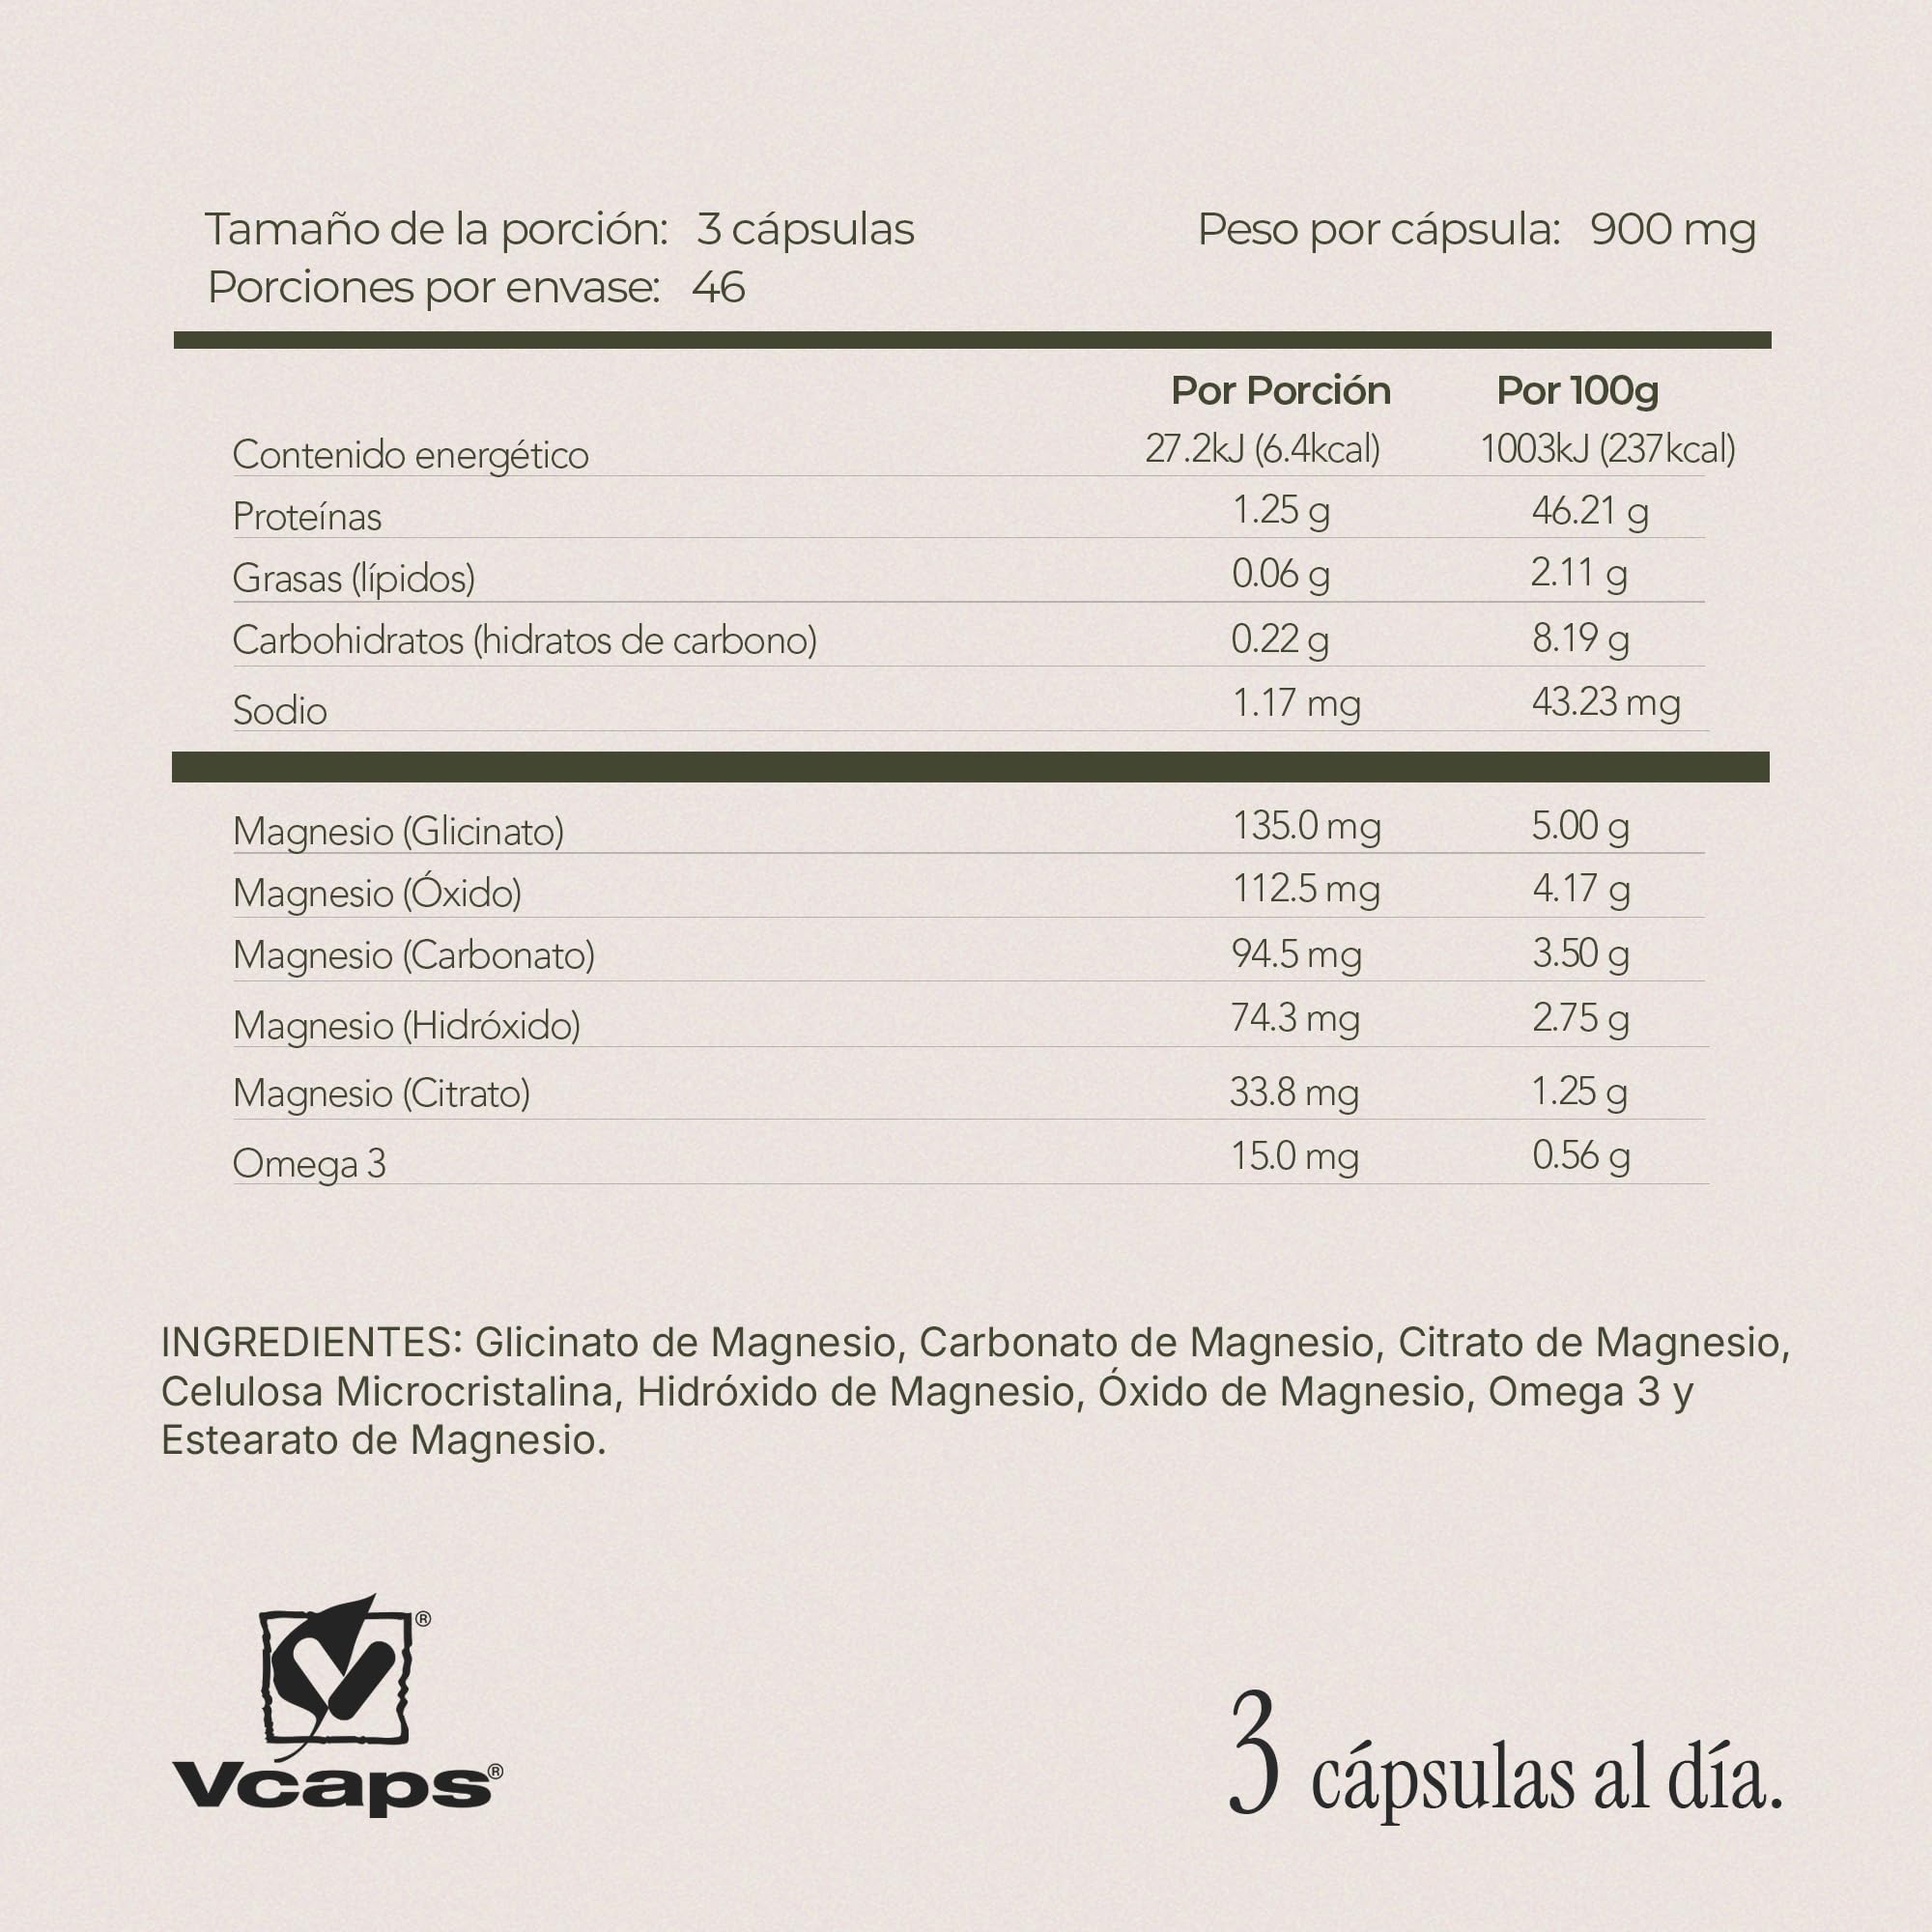 Tamaño de la porción: 3 cápsulas Peso por cápsula: 900 mg
Porciones por envase: 46
Por Porción Por 100g
Contenido energético 27.2kJ (6.4kcal) 1003kJ (237kcal)
Proteínas 1.25 g 46.21 g
Grasas (lípidos) 0.06 g 2.11 g
Carbohidratos (hidratos de carbono) 0.22 g 8.19 g
Sodio 1.17 mg 43.23 mg
Magnesio (Glicinato) 135.0 mg 5.00 g
Magnesio (Óxido) 112.5 mg 4.17 g
Magnesio (Carbonato) 94.5 mg 3.50 g
Magnesio (Hidróxido) 74.3 mg 2.75 g
Magnesio (Citrato) 33.8 mg 1.25 g
Omega 3 15.0 mg 0.56 g
INGREDIENTES: Glicinato de Magnesio, Carbonato de Magnesio, Citrato de Magnesio,
Celulosa Microcristalina, Hidróxido de Magnesio, Óxido de Magnesio, Omega 3 y
Estearato de Magnesio.
®
Vcaps®
3 cápsulas al día.